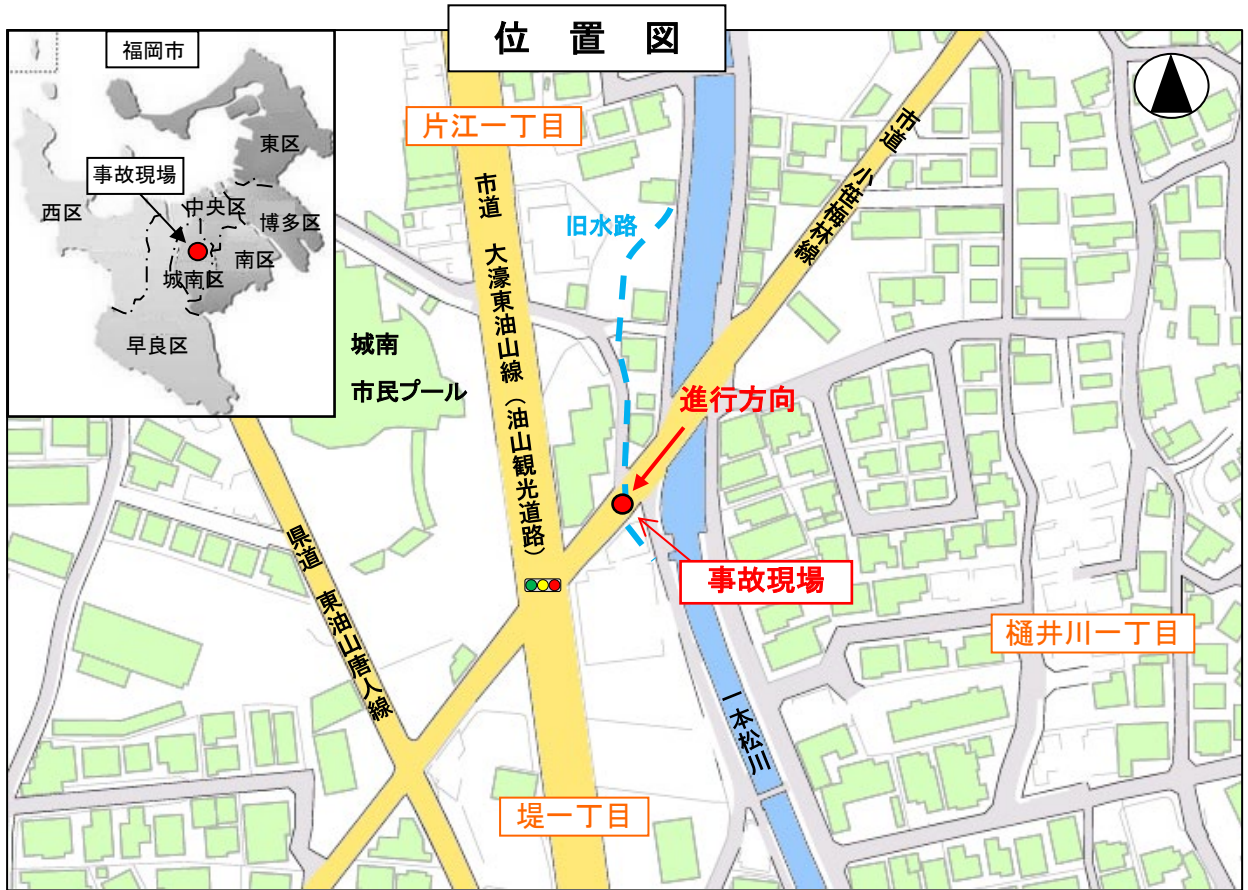 位 置 図
福岡市
東区
事故現場
中央区
西区
博多区
南区
城南区
早良区
片江一丁目
市道 大濠東油山線（油山観光道路）
旧水路
市道 小笹梅林線
城南
市民プール
進行方向
事故現場
県道 東油山唐人線
樋井川一丁目
一本松川
堤一丁目